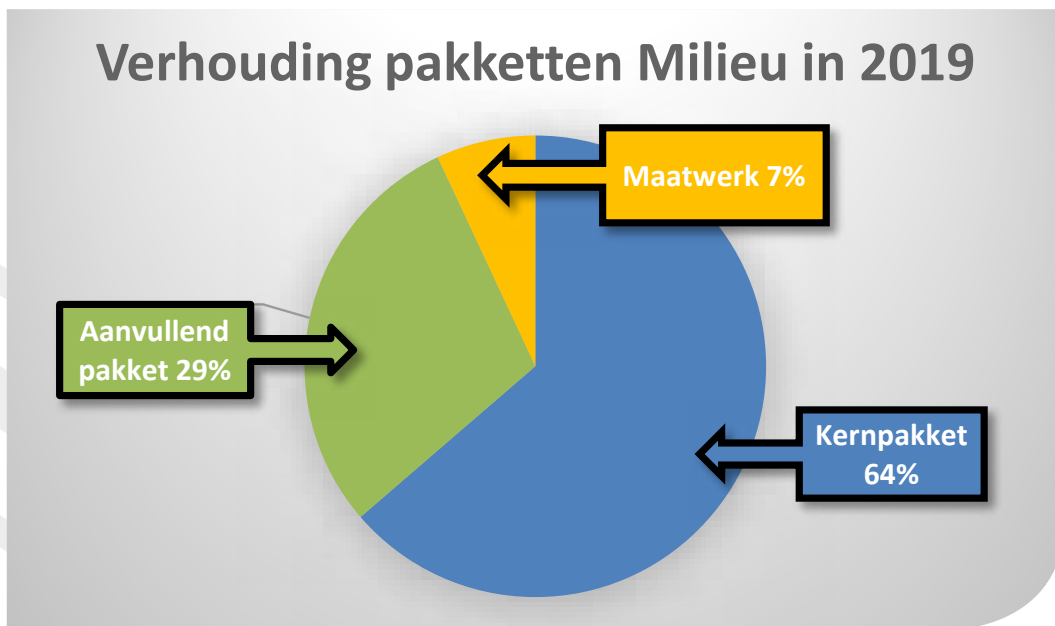 Verhouding pakketten Milieu in 2019
Maatwerk 7%
Aanvullend
pakket 29%
Kernpakket
64%